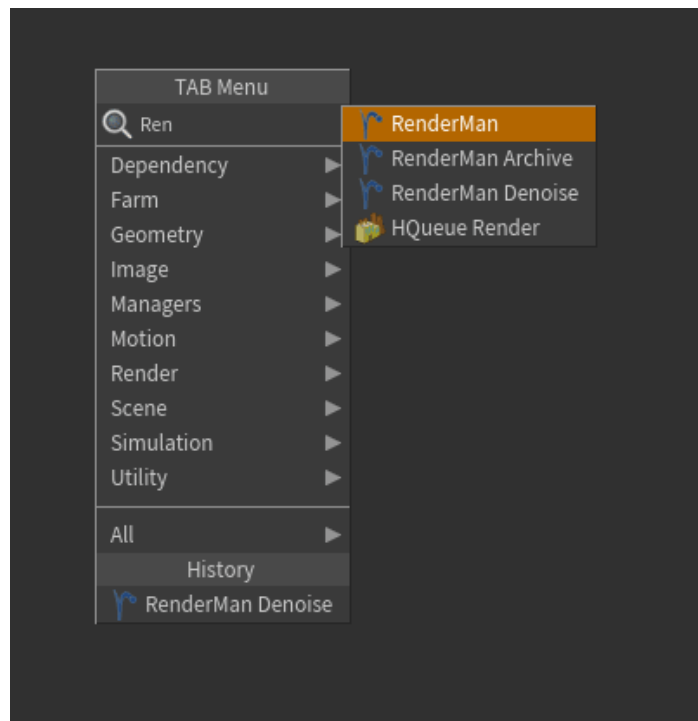 TAB Menu
Ren
Dependency
Farm
Geometry
Image
Managers
Motion
Render
Scene
Simulation
Utility
All
History
RenderMan Denoise
RenderMan
RenderMan Archive
RenderMan Denoise
HQueue Render